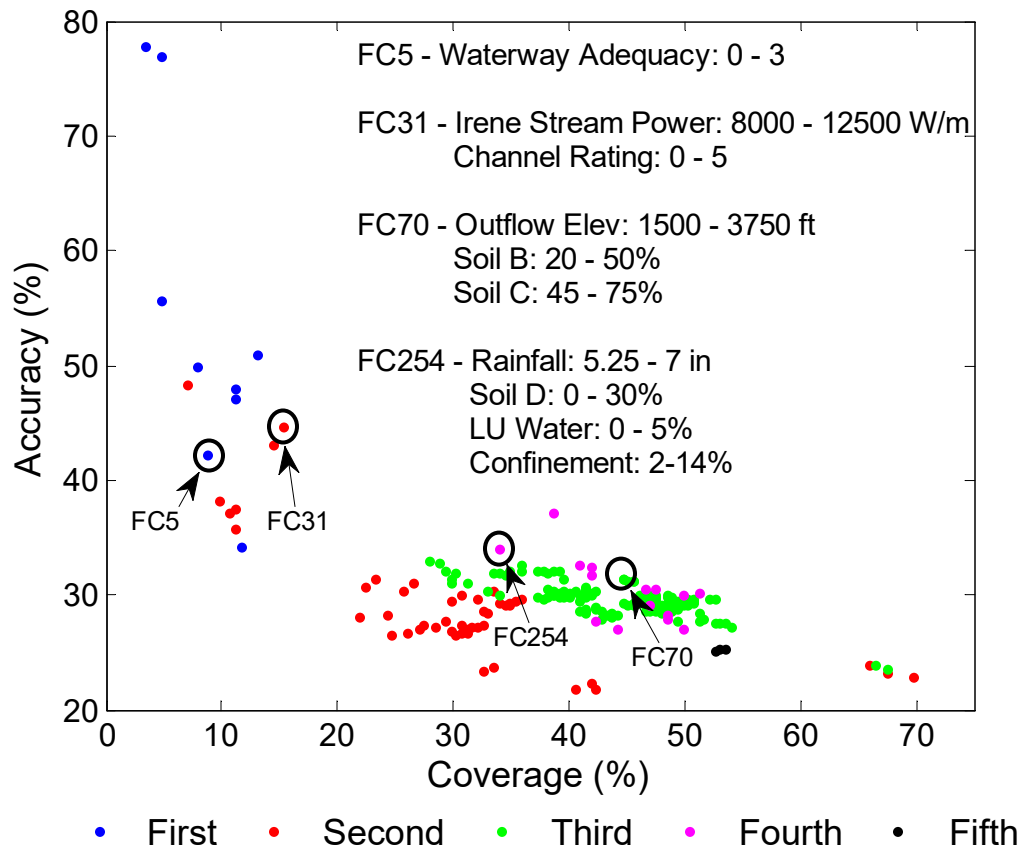 80
FC5 - Waterway Adequacy: 0 - 3
70
FC31 - Irene Stream Power: 8000 - 12500 W/m
Channel Rating: 0 - 5
60
FC70 - Outflow Elev: 1500 - 3750 ft
Soil B: 20 - 50%
Soil C: 45 - 75%
50
FC254 - Rainfall: 5.25 - 7 in
Soil D: 0 - 30%
LU Water: 0 - 5%
Confinement: 2-14%
40
30
20
Accuracy (%)
FC5
FC31
FC254
FC70
0 10 20 30 40 50 60 70
Coverage (%)
First Second Third Fourth Fifth